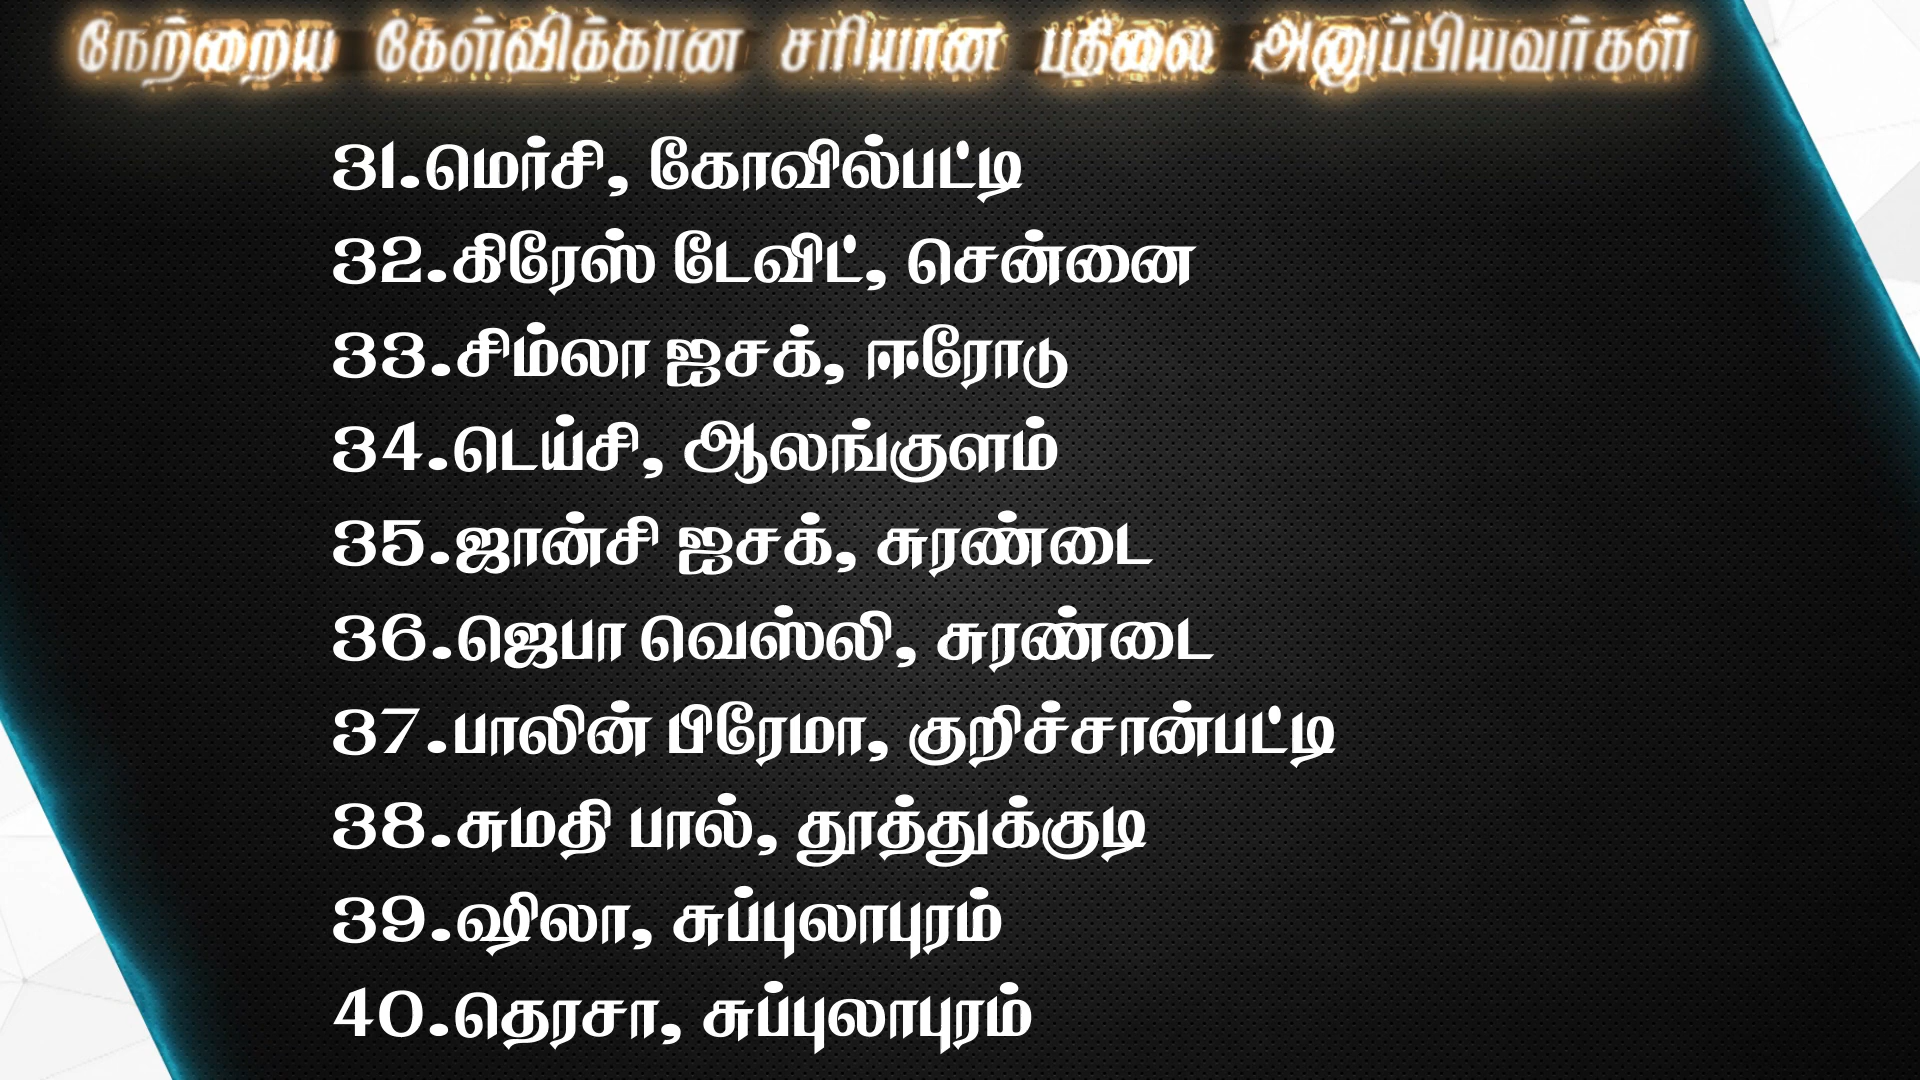 நேற்றைய கேள்விக்கான சரியான பதிலை அனுப்பியவர்கள்
31.மெர்சி, கோவில்பட்டி
32.கிரேஸ் டேவிட், சென்னை
33.சிம்லா ஐசக், ஈரோடு
34.டெய்சி, ஆலங்குளம்
35.ஜான்சி ஐசக், சுரண்டை
36.ஜெபா வெஸ்லி, சுரண்டை
37.பாலின் பிரேமா, குறிச்சான்பட்டி
38.சுமதி பால், தூத்துக்குடி
39.ஷிலா, சுப்புலாபுரம்
40.தெரசா, சுப்புலாபுரம்